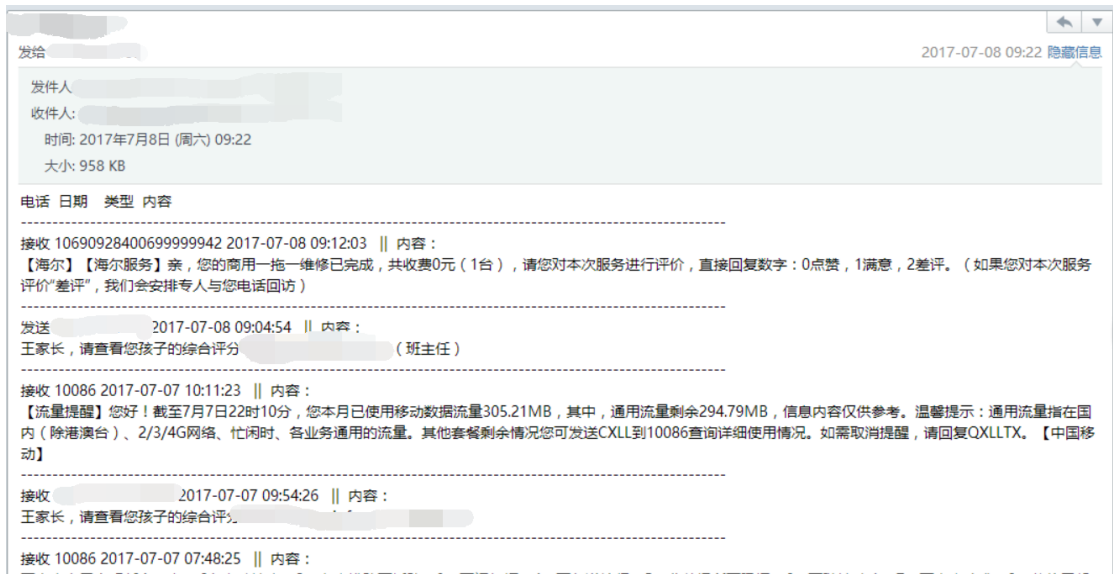 发给
2017-07-08 09:22 隐藏信息
发件人
收件人:
时间: 2017年7月8日 (周六) 09:22
大小: 958 KB
电话 日期 类型 内容
-----------------------------------------------------------------------
接收 10690928400699999942 2017-07-08 09:12:03 || 内容：
【海尔】【海尔服务】亲，您的商用一拖一维修已完成，共收费0元（1台），请您对本次服务进行评价，直接回复数字：0点赞，1满意，2差评。（如果您对本次服务
评价“差评”，我们会安排专人与您电话回访）
-----------------------------------------------------------------------
发送 2017-07-08 09:04:54 || 内容：
王家长，请查看您孩子的综合评分 （班主任）
-----------------------------------------------------------------------
接收 10086 2017-07-07 10:11:23 || 内容：
【流量提醒】您好！截至7月7日22时10分，您本月已使用移动数据流量305.21MB，其中，通用流量剩余294.79MB，信息内容仅供参考。温馨提示：通用流量指在国
内（除港澳台）、2/3/4G网络、忙闲时、各业务通用的流量。其他套餐剩余情况您可发送CXLL到10086查询详细使用情况。如需取消提醒，请回复QXLLTX。【中国移
动】
-----------------------------------------------------------------------
接收 2017-07-07 09:54:26 || 内容：
王家长，请查看您孩子的综合评分
-----------------------------------------------------------------------
接收 10086 2017-07-07 07:48:25 || 内容：